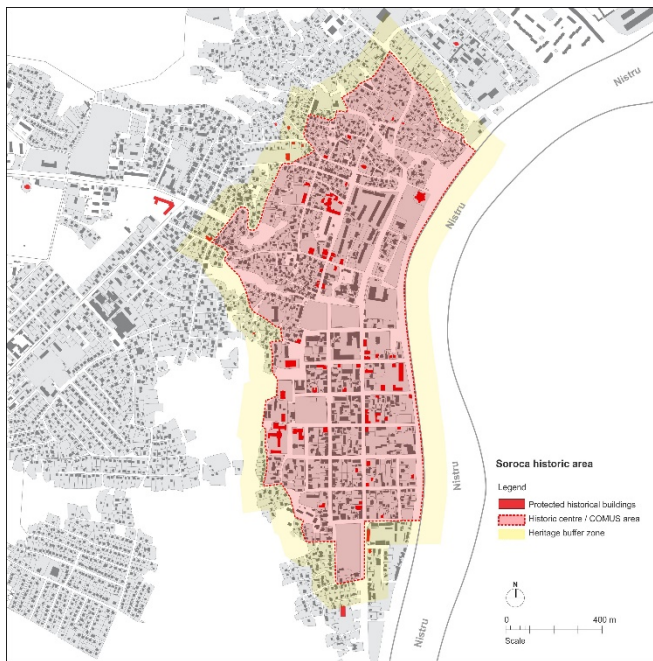 Nistru
Nistru
Nistru
Soroca historic area
Legend
Protected historical buildings
Historic centre / COMUS area
Heritage buffer zone
N
0 400 m
Scale
Nistru